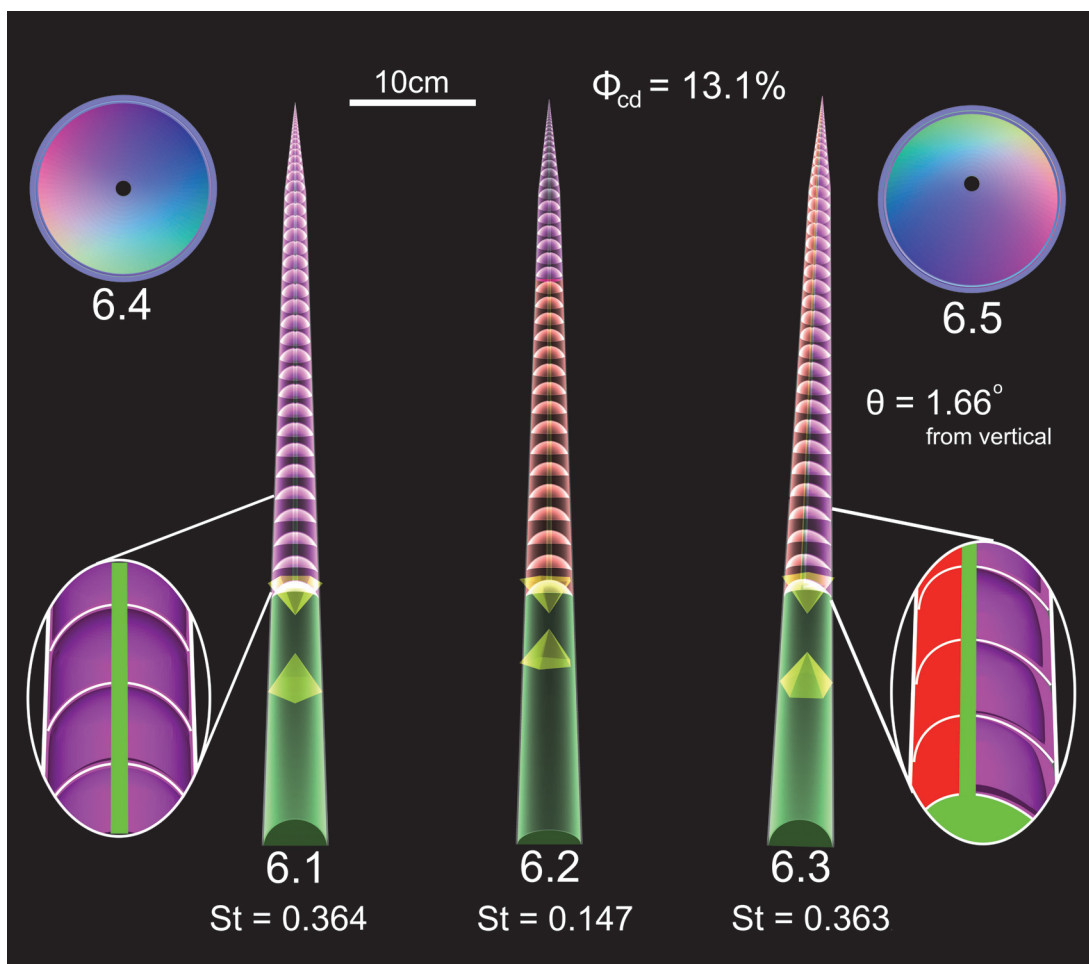 10cm
Φcd = 13.1%
6.4
6.5
θ = 1.66°
from vertical
6.1
6.2
6.3
St = 0.364
St = 0.147
St = 0.363